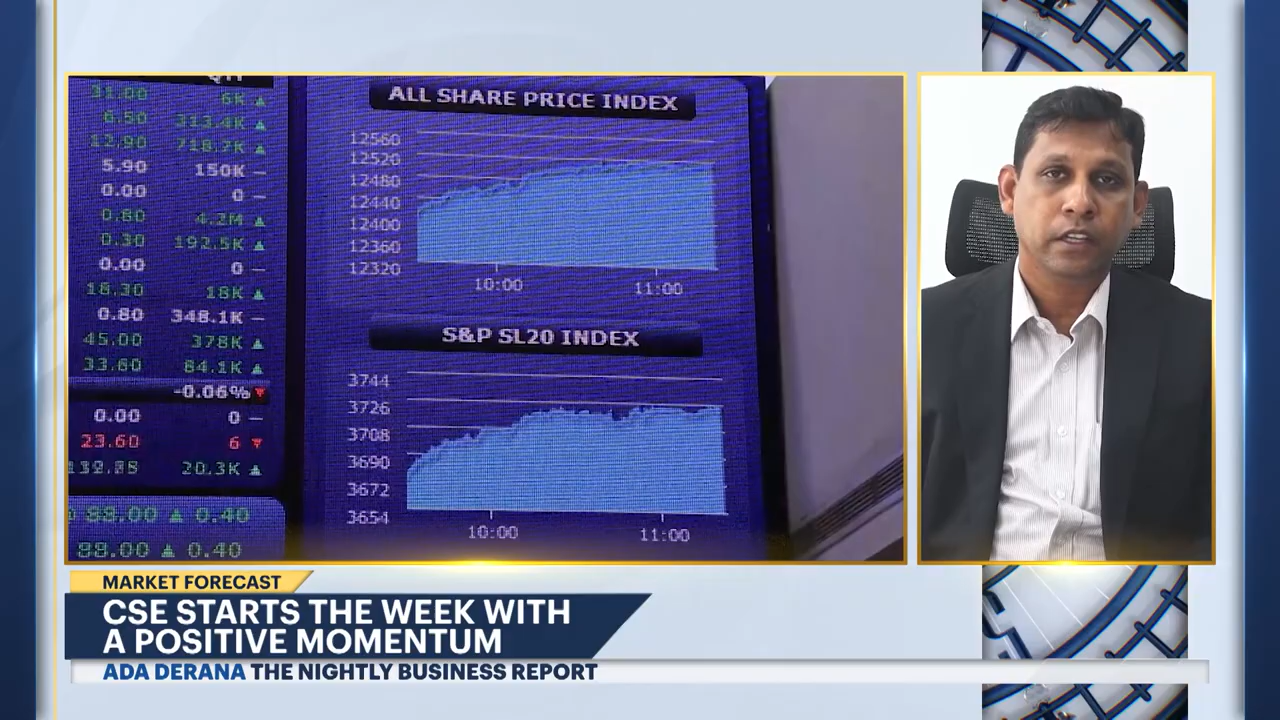 QTY
31.00 6K ▲
6.50 313.4K ▲
12.90 718.7K ▲
5.90 150K –
0.00 0 –
0.80 4.2M ▲
0.30 192.5K ▲
0.00 0 –
18.30 18K ▲
0.80 348.1K –
45.00 378K ▲
33.60 84.1K ▲
-0.06% ▼
0.00 0 –
23.60 6 ▼
20.3K ▲
88.00 ▲ 0.40
88.00 ▲ 0.40
ALL SHARE PRICE INDEX
12560
12520
12480
12440
12400
12360
12320
10:00 11:00
S&P SL20 INDEX
3744
3726
3708
3690
3672
3654
10:00 11:00
MARKET FORECAST
CSE STARTS THE WEEK WITH
A POSITIVE MOMENTUM
ADA DERANA THE NIGHTLY BUSINESS REPORT